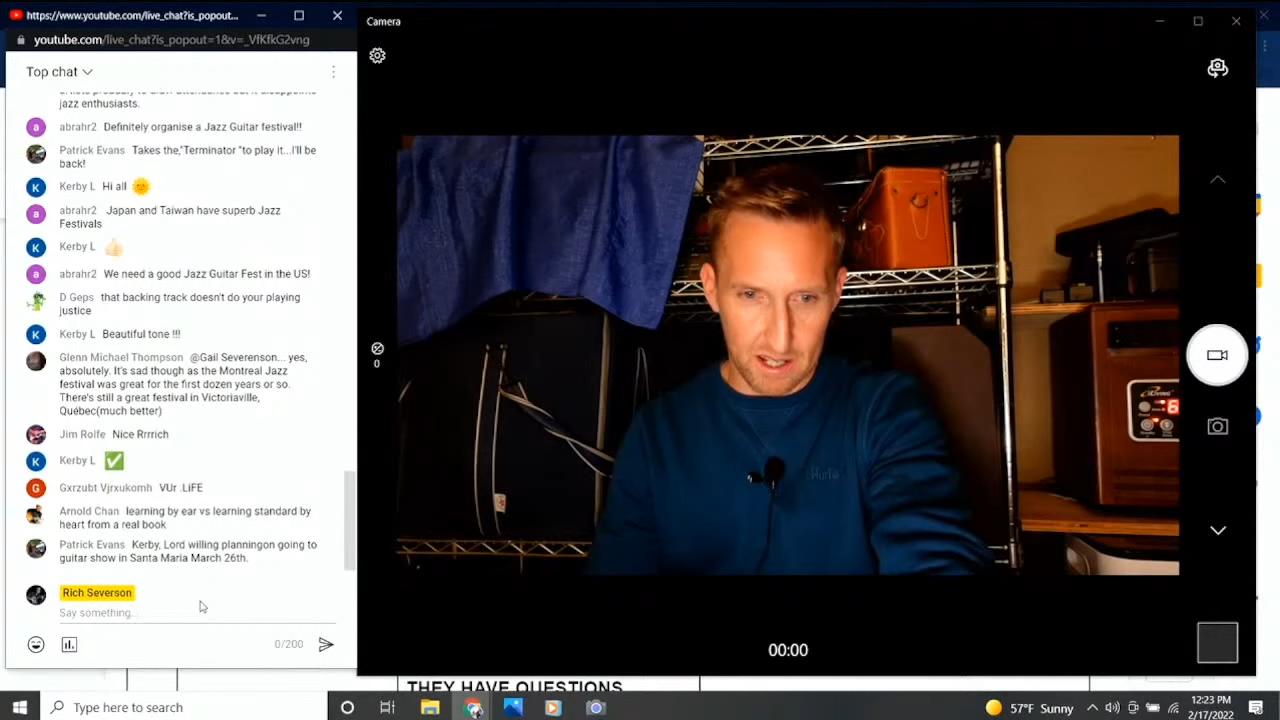 https://www.youtube.com/live_chat?is_popout...
youtube.com/live_chat?is_popout=1&v=_VfKfkG2vng
Top chat
jazz enthusiasts.
abrahr2 Definitely organise a Jazz Guitar festival!!
Patrick Evans Takes the,"Terminator "to play it...I'll be
back!
Kerby L Hi all
abrahr2 Japan and Taiwan have superb Jazz
Festivals
Kerby L
abrahr2 We need a good Jazz Guitar Fest in the US!
D Geps that backing track doesn't do your playing
justice
Kerby L Beautiful tone !!!
Glenn Michael Thompson @Gail Severenson... yes,
absolutely. It's sad though as the Montreal Jazz
festival was great for the first dozen years or so.
There's still a great festival in Victoriaville,
Québec(much better)
Jim Rolfe Nice Rrrrich
Kerby L
Gxrzubt Vjrxukomh VUr .LiFE
Arnold Chan learning by ear vs learning standard by
heart from a real book
Patrick Evans Kerby, Lord willing planningon going to
guitar show in Santa Maria March 26th.
Rich Severson
Say something...
0/200
Camera
0
00:00
THEY HAVE QUESTIONS
Type here to search
57°F Sunny
12:23 PM
2/17/2022